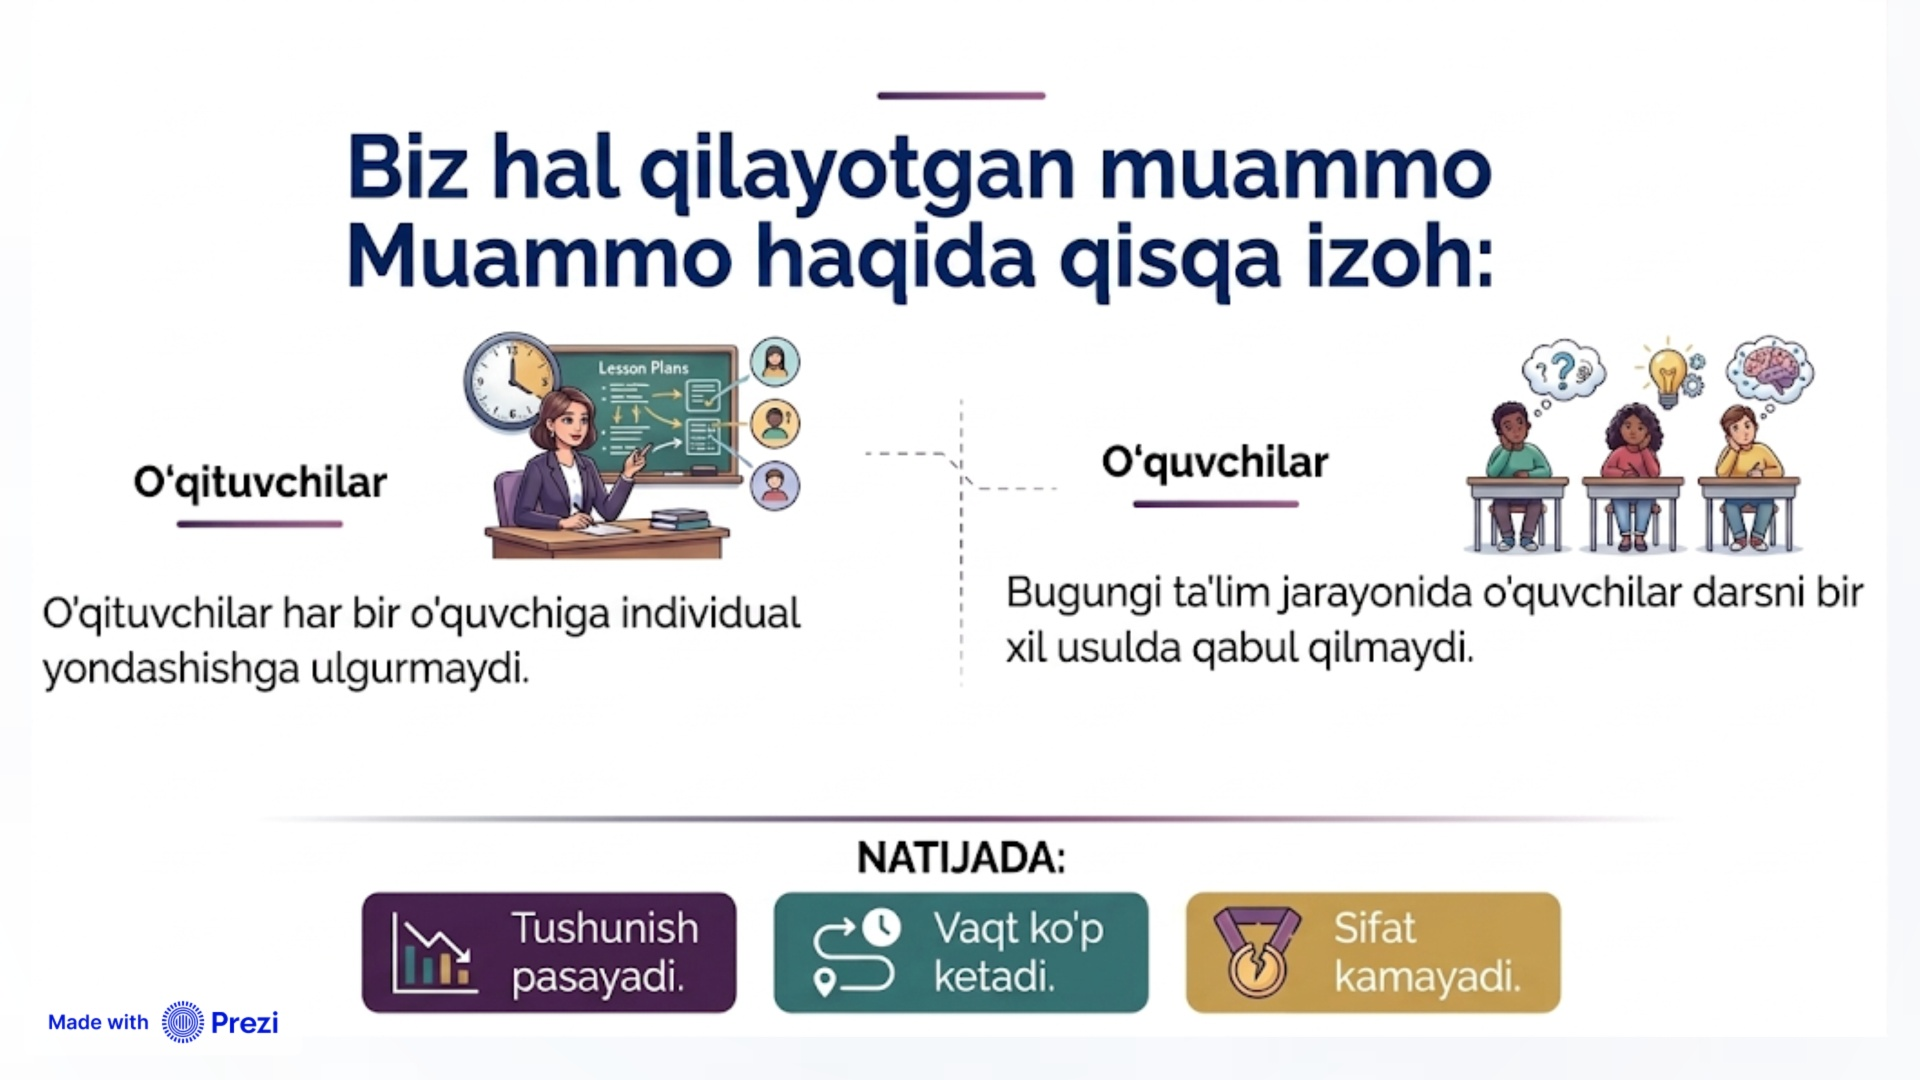 Biz hal qilayotgan muammo
Muammo haqida qisqa izoh:
Lesson Plans
O‘qituvchilar
O'qituvchilar har bir o'quvchiga individual
yondashishga ulgurmaydi.
O‘quvchilar
Bugungi ta'lim jarayonida o'quvchilar darsni bir
xil usulda qabul qilmaydi.
NATIJADA:
Tushunish
pasayadi.
Vaqt ko'p
ketadi.
Sifat
kamayadi.
Made with Prezi